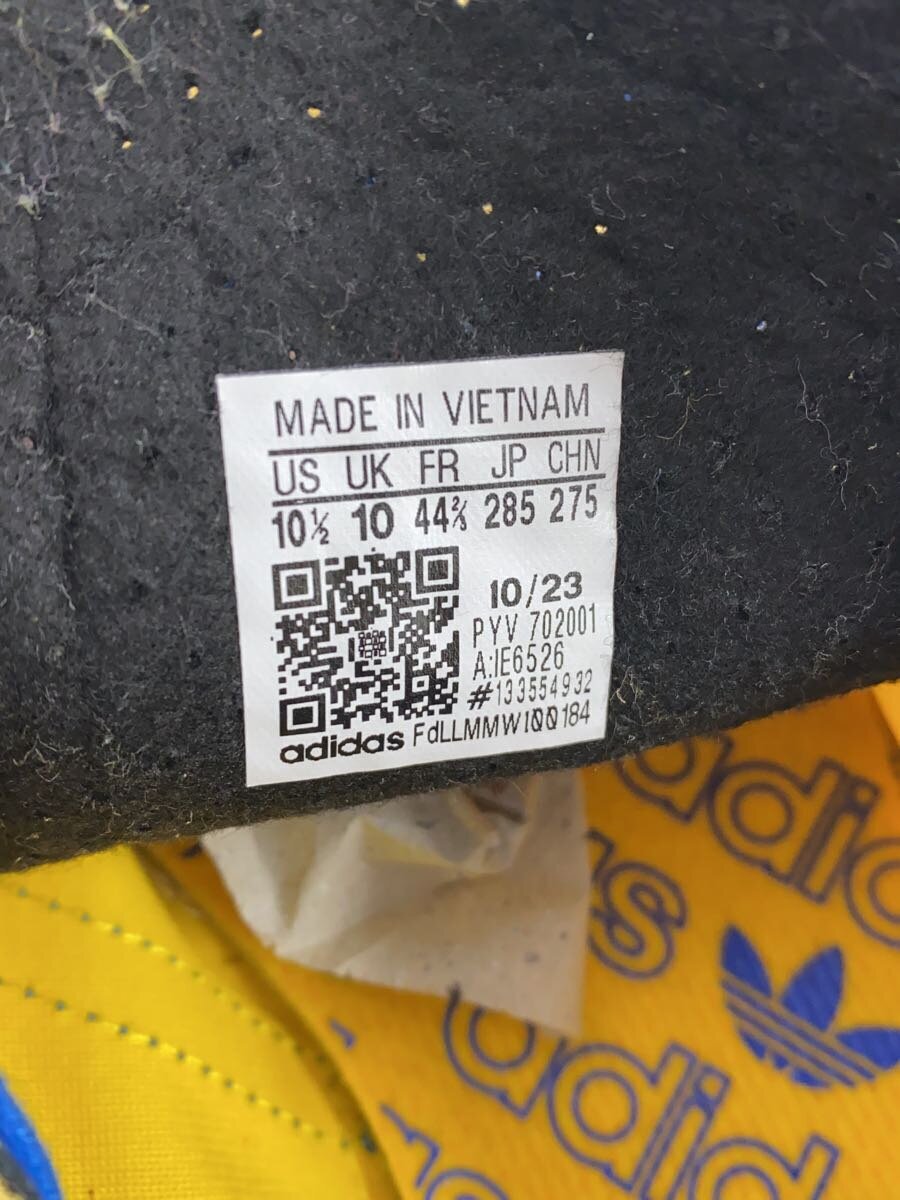 MADE IN VIETNAM
US UK FR JP CHN
10½ 10 44⅔ 285 275
10/23
PYV 702001
A:IE6526
#133554932
adidas FdLLMMW100184
adidas
adidas